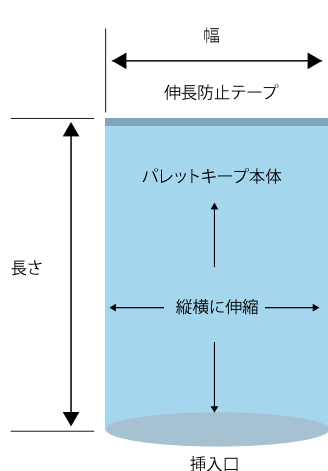 幅
伸長防止テープ
パレットキープ本体
長さ
縦横に伸縮
挿入口